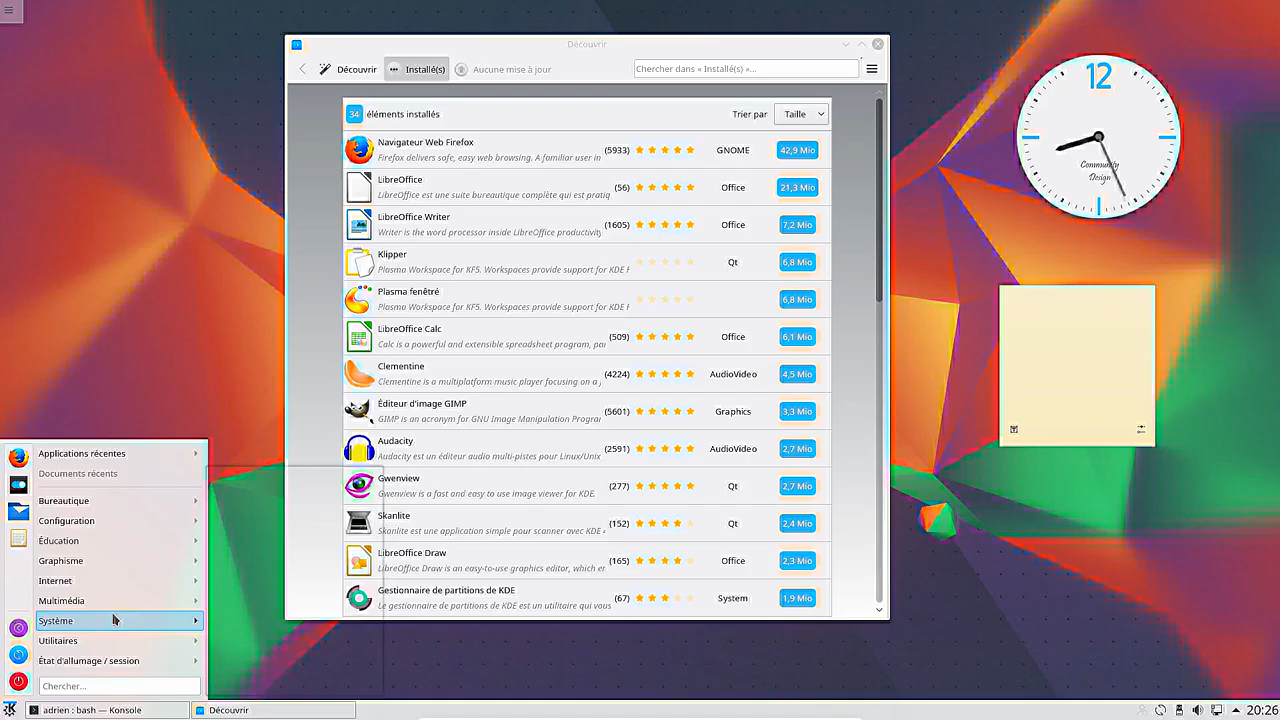 Découvrir
Découvrir
Installé(s)
Aucune mise à jour
Chercher dans « Installé(s) »...
34 éléments installés
Trier par
Taille
Navigateur Web Firefox
Firefox delivers safe, easy web browsing. A familiar user in
(5933)
GNOME
42,9 Mio
LibreOffice
LibreOffice est une suite bureautique complète qui est pratiq
(56)
Office
21,3 Mio
LibreOffice Writer
Writer is the word processor inside LibreOffice productivity
(1605)
Office
7,2 Mio
Klipper
Plasma Workspace for KF5. Workspaces provide support for KDE F
Qt
6,8 Mio
Plasma fenêtré
Plasma Workspace for KF5. Workspaces provide support for KDE F
6,8 Mio
LibreOffice Calc
Calc is a powerful and extensible spreadsheet program, pa
(509)
Office
6,1 Mio
Clementine
Clementine is a multiplatform music player focusing on a
(4224)
AudioVideo
4,5 Mio
Éditeur d'image GIMP
GIMP is an acronym for GNU Image Manipulation Progra
(5601)
Graphics
3,3 Mio
Audacity
Audacity est un éditeur audio multi-pistes pour Linux/Unix
(2591)
AudioVideo
2,7 Mio
Gwenview
Gwenview is a fast and easy to use image viewer for KDE.
(277)
Qt
2,7 Mio
Skanlite
Skanlite est une application simple pour scanner avec KDE
(152)
Qt
2,4 Mio
LibreOffice Draw
LibreOffice Draw is an easy-to-use graphics editor, which en
(165)
Office
2,3 Mio
Gestionnaire de partitions de KDE
Le gestionnaire de partitions de KDE est un utilitaire qui vous
(67)
System
1,9 Mio
12
Community
Design
Applications récentes
Documents récents
Bureautique
Configuration
Éducation
Graphisme
Internet
Multimédia
Système
Utilitaires
État d'allumage / session
Chercher...
adrien : bash — Konsole
Découvrir
20:26